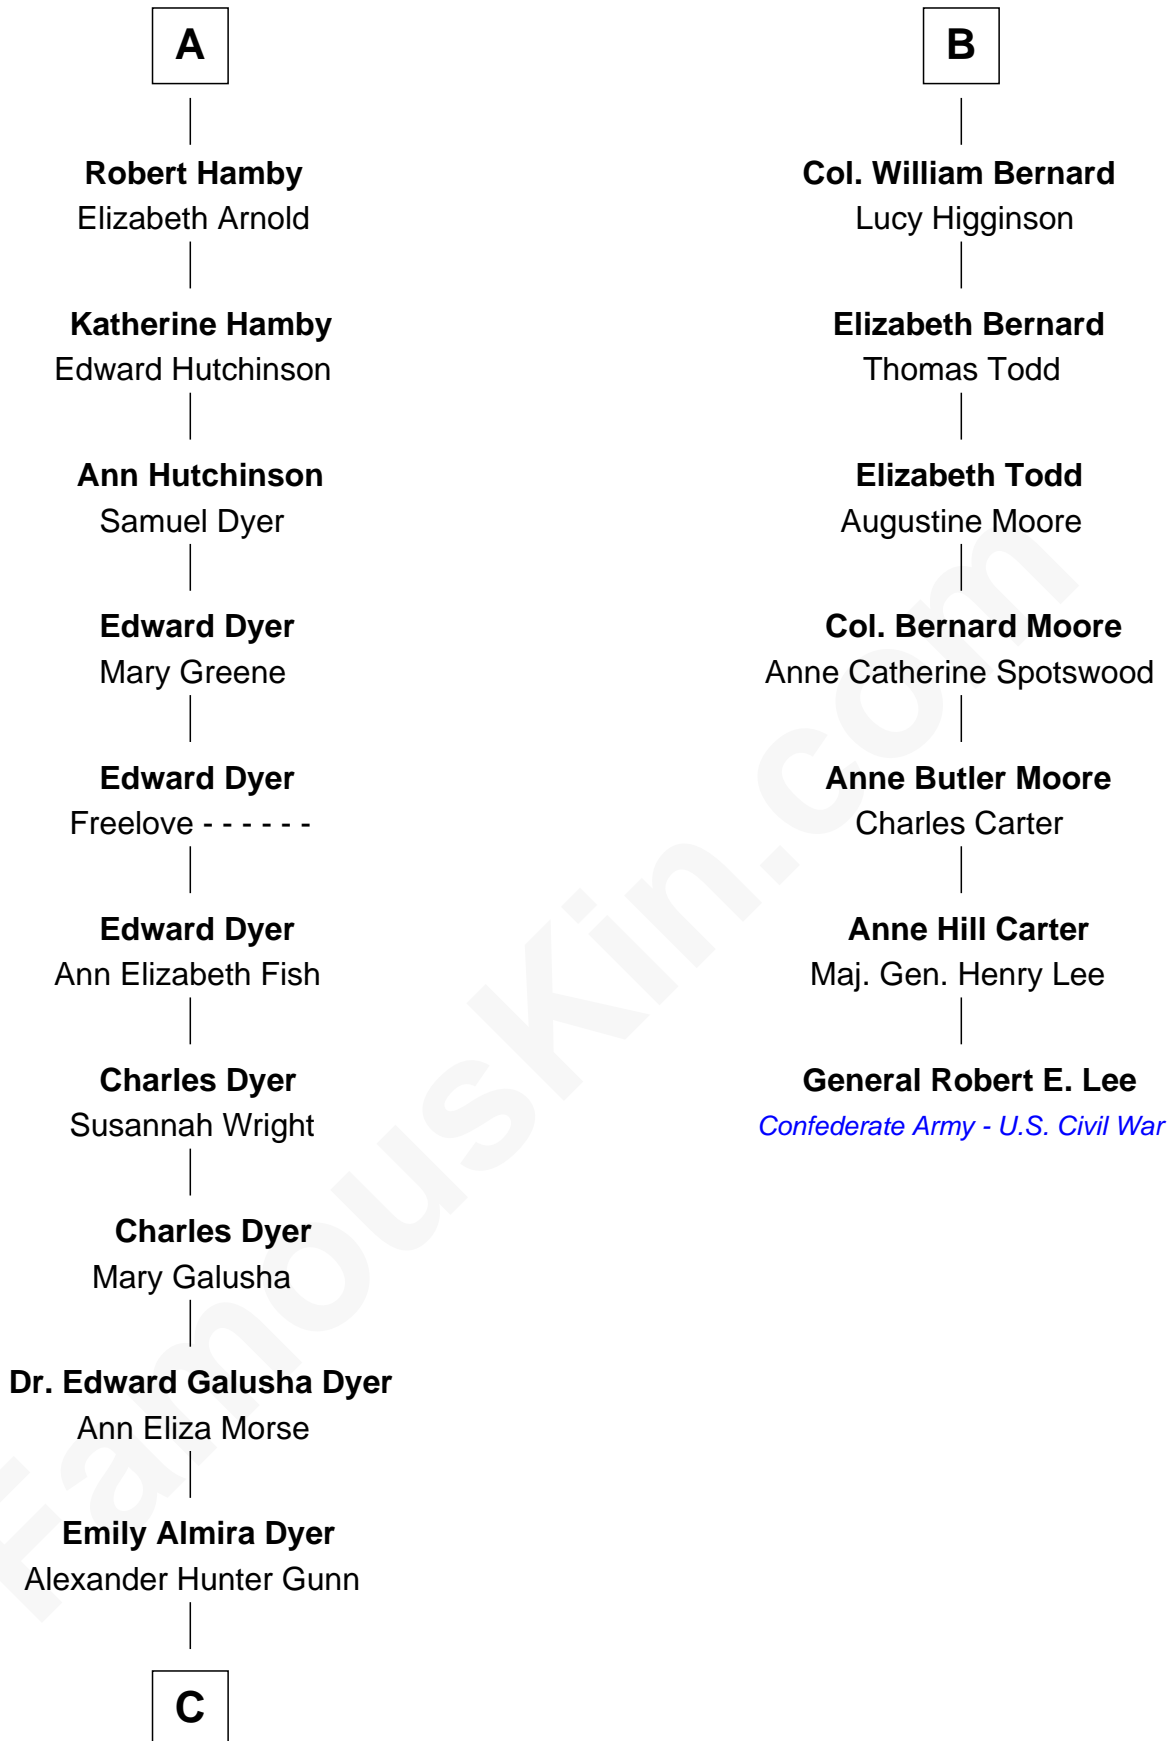 A
Robert Hamby
Elizabeth Arnold
Katherine Hamby
Edward Hutchinson
Ann Hutchinson
Samuel Dyer
Edward Dyer
Mary Greene
Edward Dyer
Freelove - - - - - -
Edward Dyer
Ann Elizabeth Fish
Charles Dyer
Susannah Wright
Charles Dyer
Mary Galusha
Dr. Edward Galusha Dyer
Ann Eliza Morse
Emily Almira Dyer
Alexander Hunter Gunn
C
B
Col. William Bernard
Lucy Higginson
Elizabeth Bernard
Thomas Todd
Elizabeth Todd
Augustine Moore
Col. Bernard Moore
Anne Catherine Spotswood
Anne Butler Moore
Charles Carter
Anne Hill Carter
Maj. Gen. Henry Lee
General Robert E. Lee
Confederate Army - U.S. Civil War
FamousKin.com